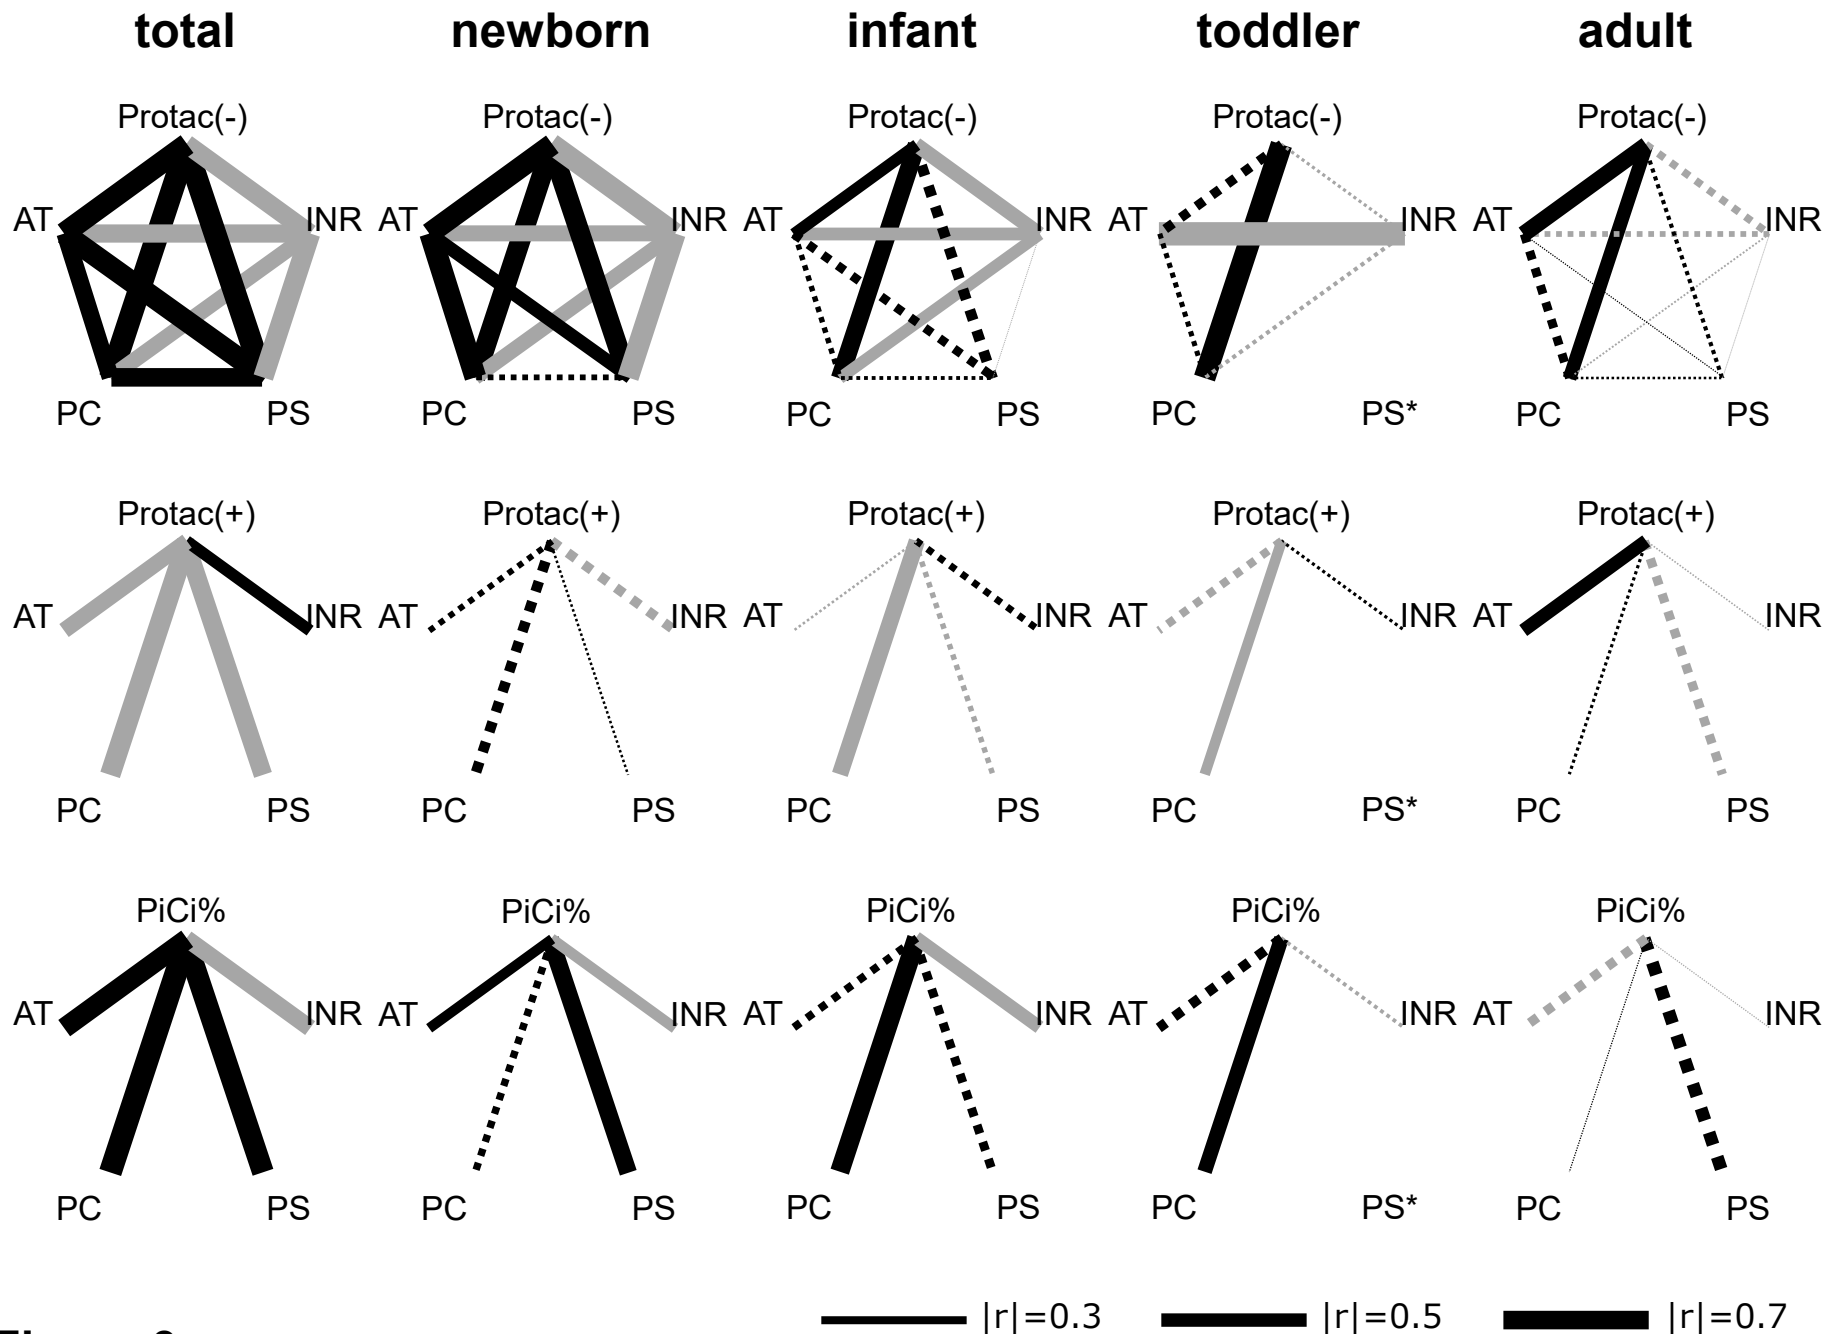 total newborn infant toddler adult
Protac(-) Protac(-) Protac(-) Protac(-) Protac(-)
AT INR AT INR AT INR AT INR AT INR
PC PS PC PS PC PS PC PS* PC PS
Protac(+) Protac(+) Protac(+) Protac(+) Protac(+)
AT INR AT INR AT INR AT INR AT INR
PC PS PC PS PC PS PC PS* PC PS
PiCi% PiCi% PiCi% PiCi% PiCi%
AT INR AT INR AT INR AT INR AT INR
PC PS PC PS PC PS PC PS* PC PS
|r|=0.3 |r|=0.5 |r|=0.7